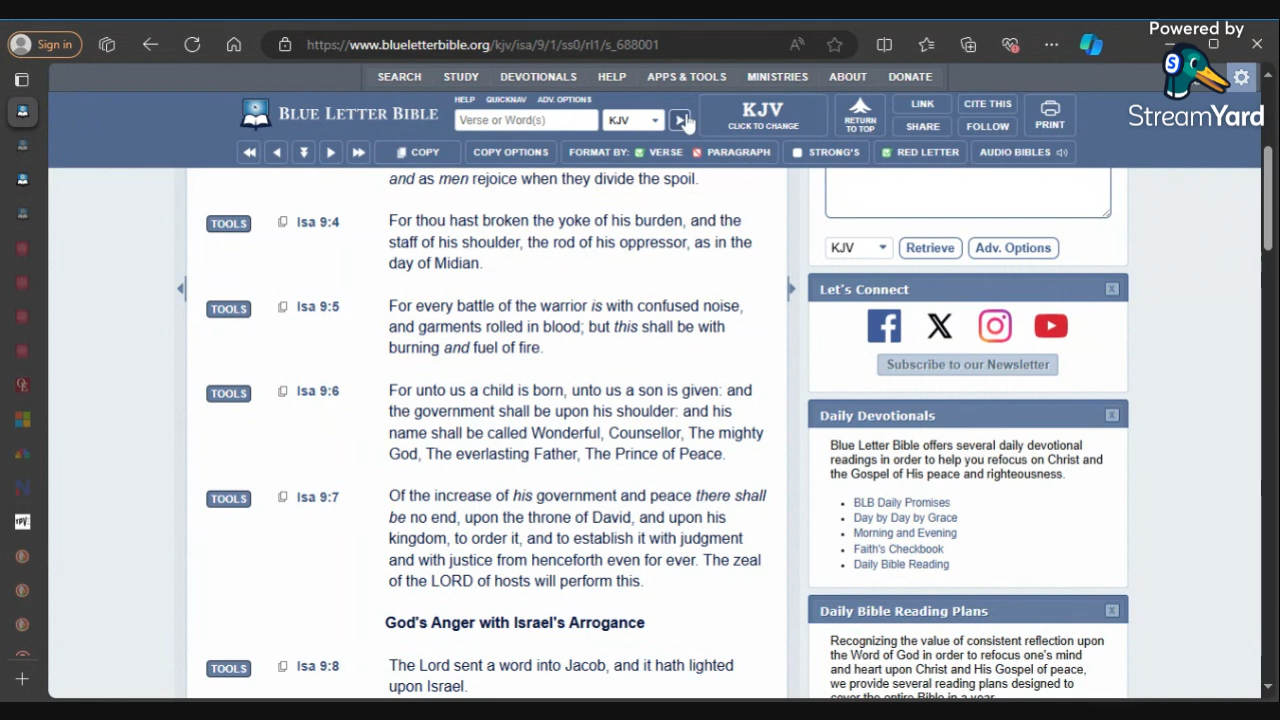 Powered by
StreamYard
Sign in
https://www.blueletterbible.org/kjv/isa/9/1/ss0/rl1/s_688001
SEARCH STUDY DEVOTIONALS HELP APPS & TOOLS MINISTRIES ABOUT DONATE
BLUE LETTER BIBLE
HELP QUICKNAV ADV. OPTIONS
Verse or Word(s) KJV
KJV
CLICK TO CHANGE
RETURN
TO TOP
LINK CITE THIS
SHARE FOLLOW
PRINT
COPY COPY OPTIONS FORMAT BY: VERSE PARAGRAPH STRONG'S RED LETTER AUDIO BIBLES
and as men rejoice when they divide the spoil.
TOOLS Isa 9:4 For thou hast broken the yoke of his burden, and the
staff of his shoulder, the rod of his oppressor, as in the
day of Midian.
TOOLS Isa 9:5 For every battle of the warrior is with confused noise,
and garments rolled in blood; but this shall be with
burning and fuel of fire.
TOOLS Isa 9:6 For unto us a child is born, unto us a son is given: and
the government shall be upon his shoulder: and his
name shall be called Wonderful, Counsellor, The mighty
God, The everlasting Father, The Prince of Peace.
TOOLS Isa 9:7 Of the increase of his government and peace there shall
be no end, upon the throne of David, and upon his
kingdom, to order it, and to establish it with judgment
and with justice from henceforth even for ever. The zeal
of the LORD of hosts will perform this.
God's Anger with Israel's Arrogance
TOOLS Isa 9:8 The Lord sent a word into Jacob, and it hath lighted
upon Israel.
KJV Retrieve Adv. Options
Let's Connect
Subscribe to our Newsletter
Daily Devotionals
Blue Letter Bible offers several daily devotional
readings in order to help you refocus on Christ and
the Gospel of His peace and righteousness.
BLB Daily Promises
Day by Day by Grace
Morning and Evening
Faith's Checkbook
Daily Bible Reading
Daily Bible Reading Plans
Recognizing the value of consistent reflection upon
the Word of God in order to refocus one's mind
and heart upon Christ and His Gospel of peace,
we provide several reading plans designed to
cover the entire Bible in a year.